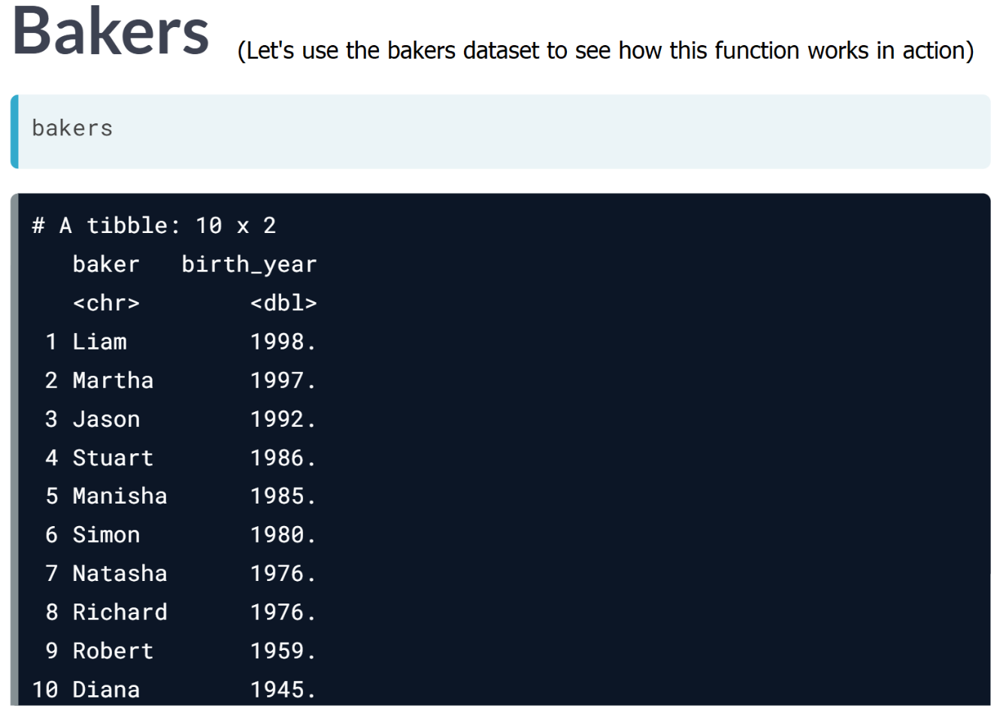 Bakers (Let's use the bakers dataset to see how this function works in action)
bakers
# A tibble: 10 x 2
baker birth_year
<chr> <dbl>
1 Liam 1998.
2 Martha 1997.
3 Jason 1992.
4 Stuart 1986.
5 Manisha 1985.
6 Simon 1980.
7 Natasha 1976.
8 Richard 1976.
9 Robert 1959.
10 Diana 1945.